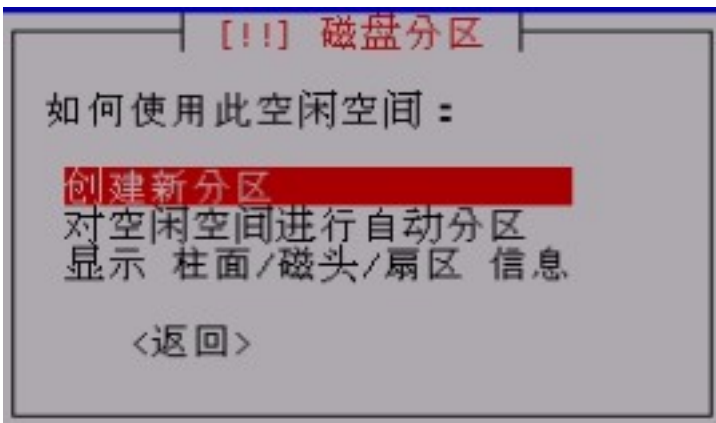 [!!] 磁盘分区
如何使用此空闲空间：
创建新分区
对空闲空间进行自动分区
显示 柱面/磁头/扇区 信息
<返回>